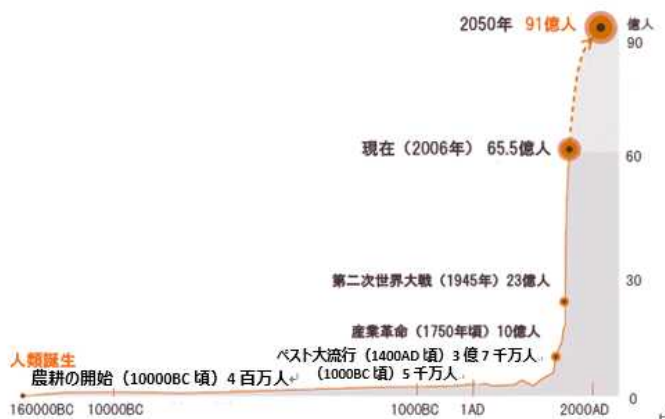 2050年 91億人
億人
90
現在（2006年） 65.5億人
60
第二次世界大戦（1945年）23億人
30
産業革命（1750年頃）10億人
ペスト大流行（1400AD 頃）3 億 7 千万人
人類誕生
農耕の開始（10000BC 頃）4 百万人
（1000BC 頃）5 千万人
0
160000BC 10000BC 1000BC 1AD 2000AD